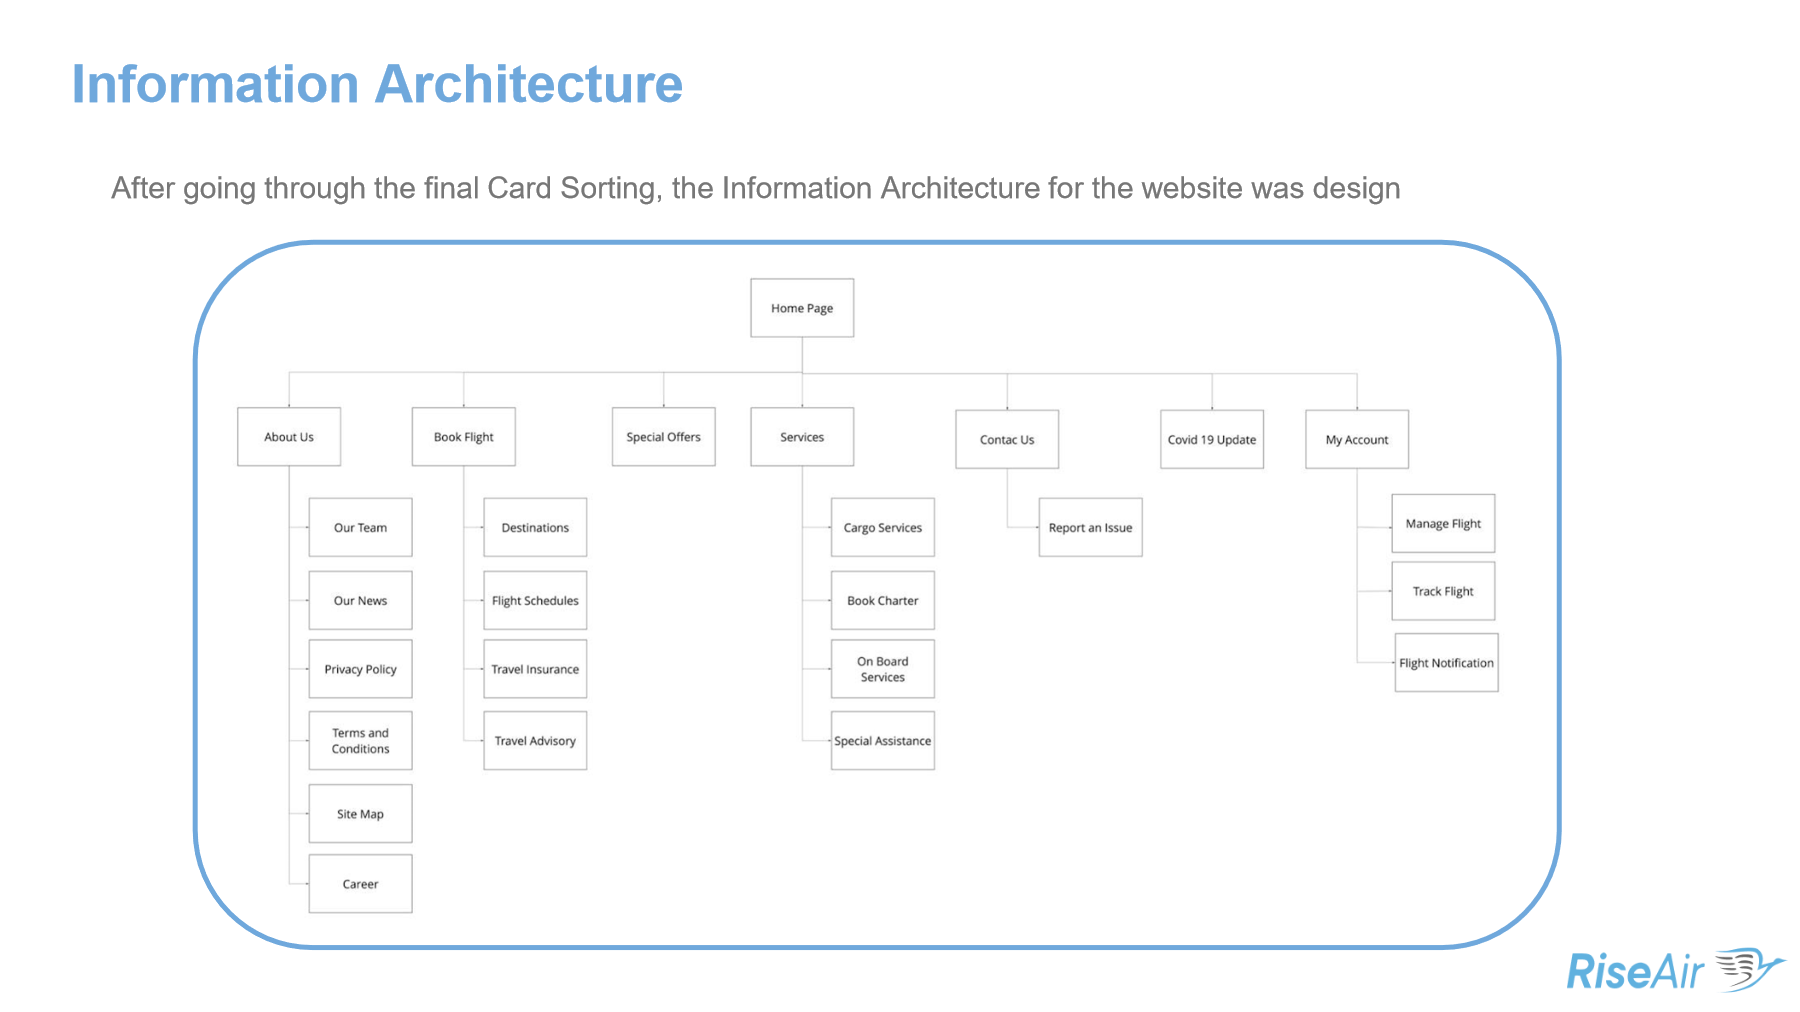 Information Architecture
After going through the final Card Sorting, the Information Architecture for the website was design
Home Page
About Us
Book Flight
Special Offers
Services
Contac Us
Covid 19 Update
My Account
Our Team
Our News
Privacy Policy
Terms and
Conditions
Site Map
Career
Destinations
Flight Schedules
Travel Insurance
Travel Advisory
Cargo Services
Book Charter
On Board
Services
Special Assistance
Report an Issue
Manage Flight
Track Flight
Flight Notification
RiseAir